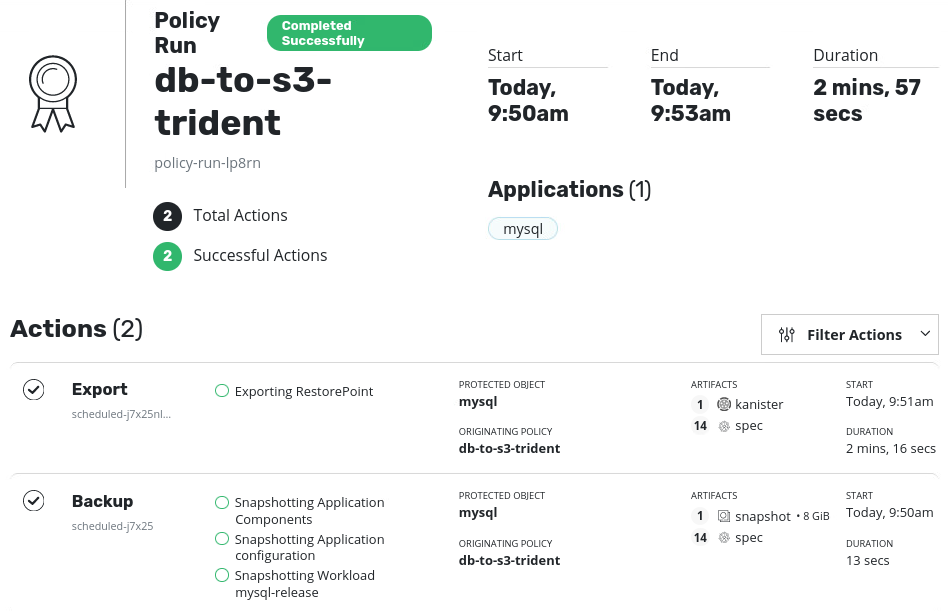 Policy
Run
Completed
Successfully
db-to-s3-
trident
policy-run-lp8rn
2 Total Actions
2 Successful Actions
Start
Today,
9:50am
End
Today,
9:53am
Duration
2 mins, 57
secs
Applications (1)
mysql
Actions (2)
Filter Actions
Export
scheduled-j7x25nl...
Exporting RestorePoint
PROTECTED OBJECT
mysql
ORIGINATING POLICY
db-to-s3-trident
ARTIFACTS
1 kanister
14 spec
START
Today, 9:51am
DURATION
2 mins, 16 secs
Backup
scheduled-j7x25
Snapshotting Application
Components
Snapshotting Application
configuration
Snapshotting Workload
mysql-release
PROTECTED OBJECT
mysql
ORIGINATING POLICY
db-to-s3-trident
ARTIFACTS
1 snapshot • 8 GiB
14 spec
START
Today, 9:50am
DURATION
13 secs